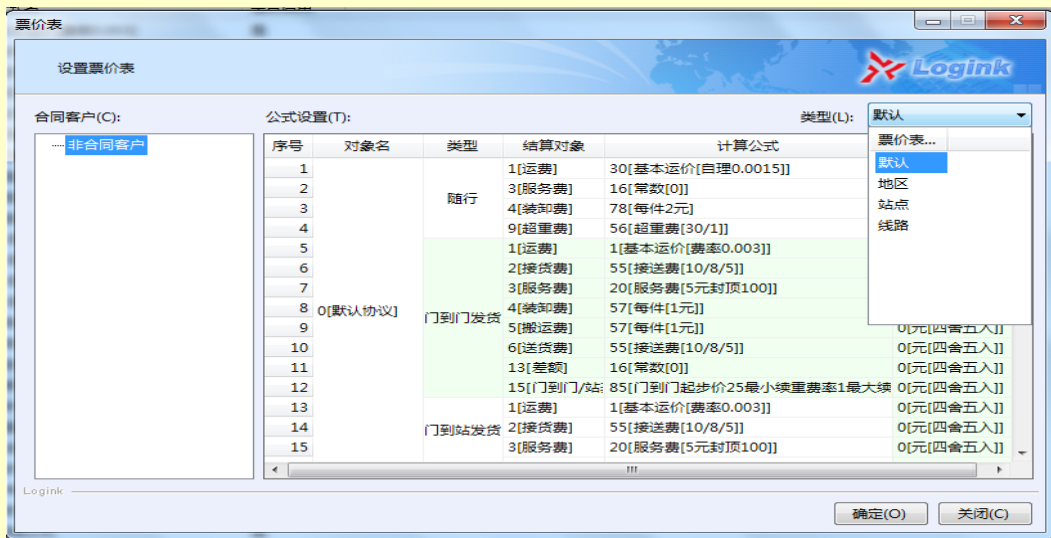 票价表
设置票价表
Logink
合同客户(C):
公式设置(T):
类型(L):
默认
非合同客户
票价表...
默认
地区
站点
线路
序号 对象名 类型 结算对象 计算公式
0[默认协议]
随行
1 1[运费] 30[基本运价[自理0.0015]]
2 3[服务费] 16[常数[0]]
3 4[装卸费] 78[每件2元]
4 9[超重费] 56[超重费[30/1]]
门到门发货
5 1[运费] 1[基本运价[费率0.003]]
6 2[接货费] 55[接送费[10/8/5]]
7 3[服务费] 20[服务费[5元封顶100]]
8 4[装卸费] 57[每件[1元]]
9 5[搬运费] 57[每件[1元]] 0[元[四舍五入]]
10 6[送货费] 55[接送费[10/8/5]] 0[元[四舍五入]]
11 13[差额] 16[常数[0]] 0[元[四舍五入]]
12 15[门到门/站 85[门到门起步价25最小续重费率1最大续 0[元[四舍五入]]
门到站发货
13 1[运费] 1[基本运价[费率0.003]] 0[元[四舍五入]]
14 2[接货费] 55[接送费[10/8/5]] 0[元[四舍五入]]
15 3[服务费] 20[服务费[5元封顶100]] 0[元[四舍五入]]
Logink
确定(O)
关闭(C)